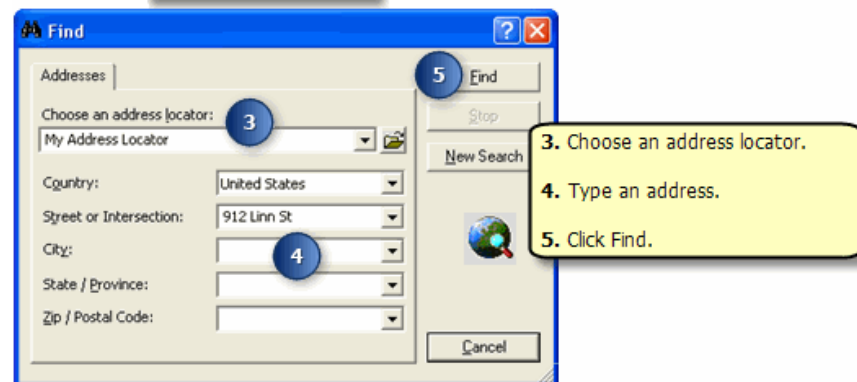 Find
Addresses
5 Find
Choose an address locator:
3
Stop
My Address Locator
New Search
3. Choose an address locator.
Country: United States
4. Type an address.
Street or Intersection: 912 Linn St
City:
4
5. Click Find.
State / Province:
Zip / Postal Code:
Cancel